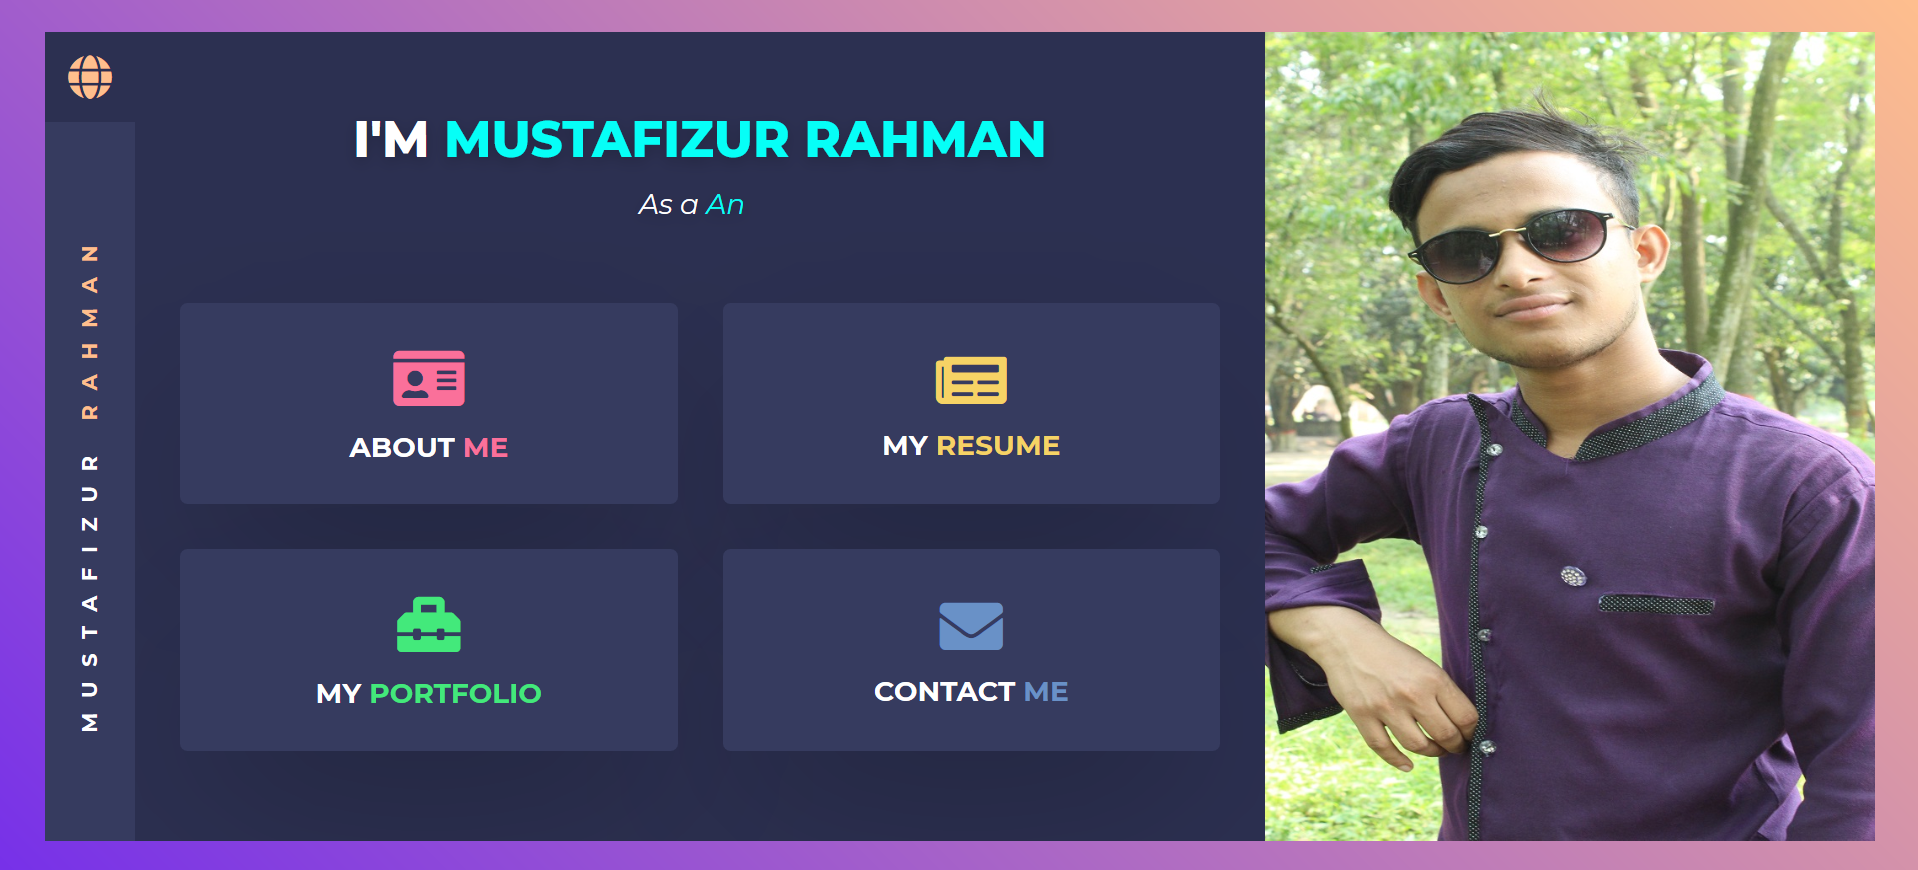 I'M MUSTAFIZUR RAHMAN
As a An
ABOUT ME
MY RESUME
MY PORTFOLIO
CONTACT ME
MUSTAFIZUR RAHMAN